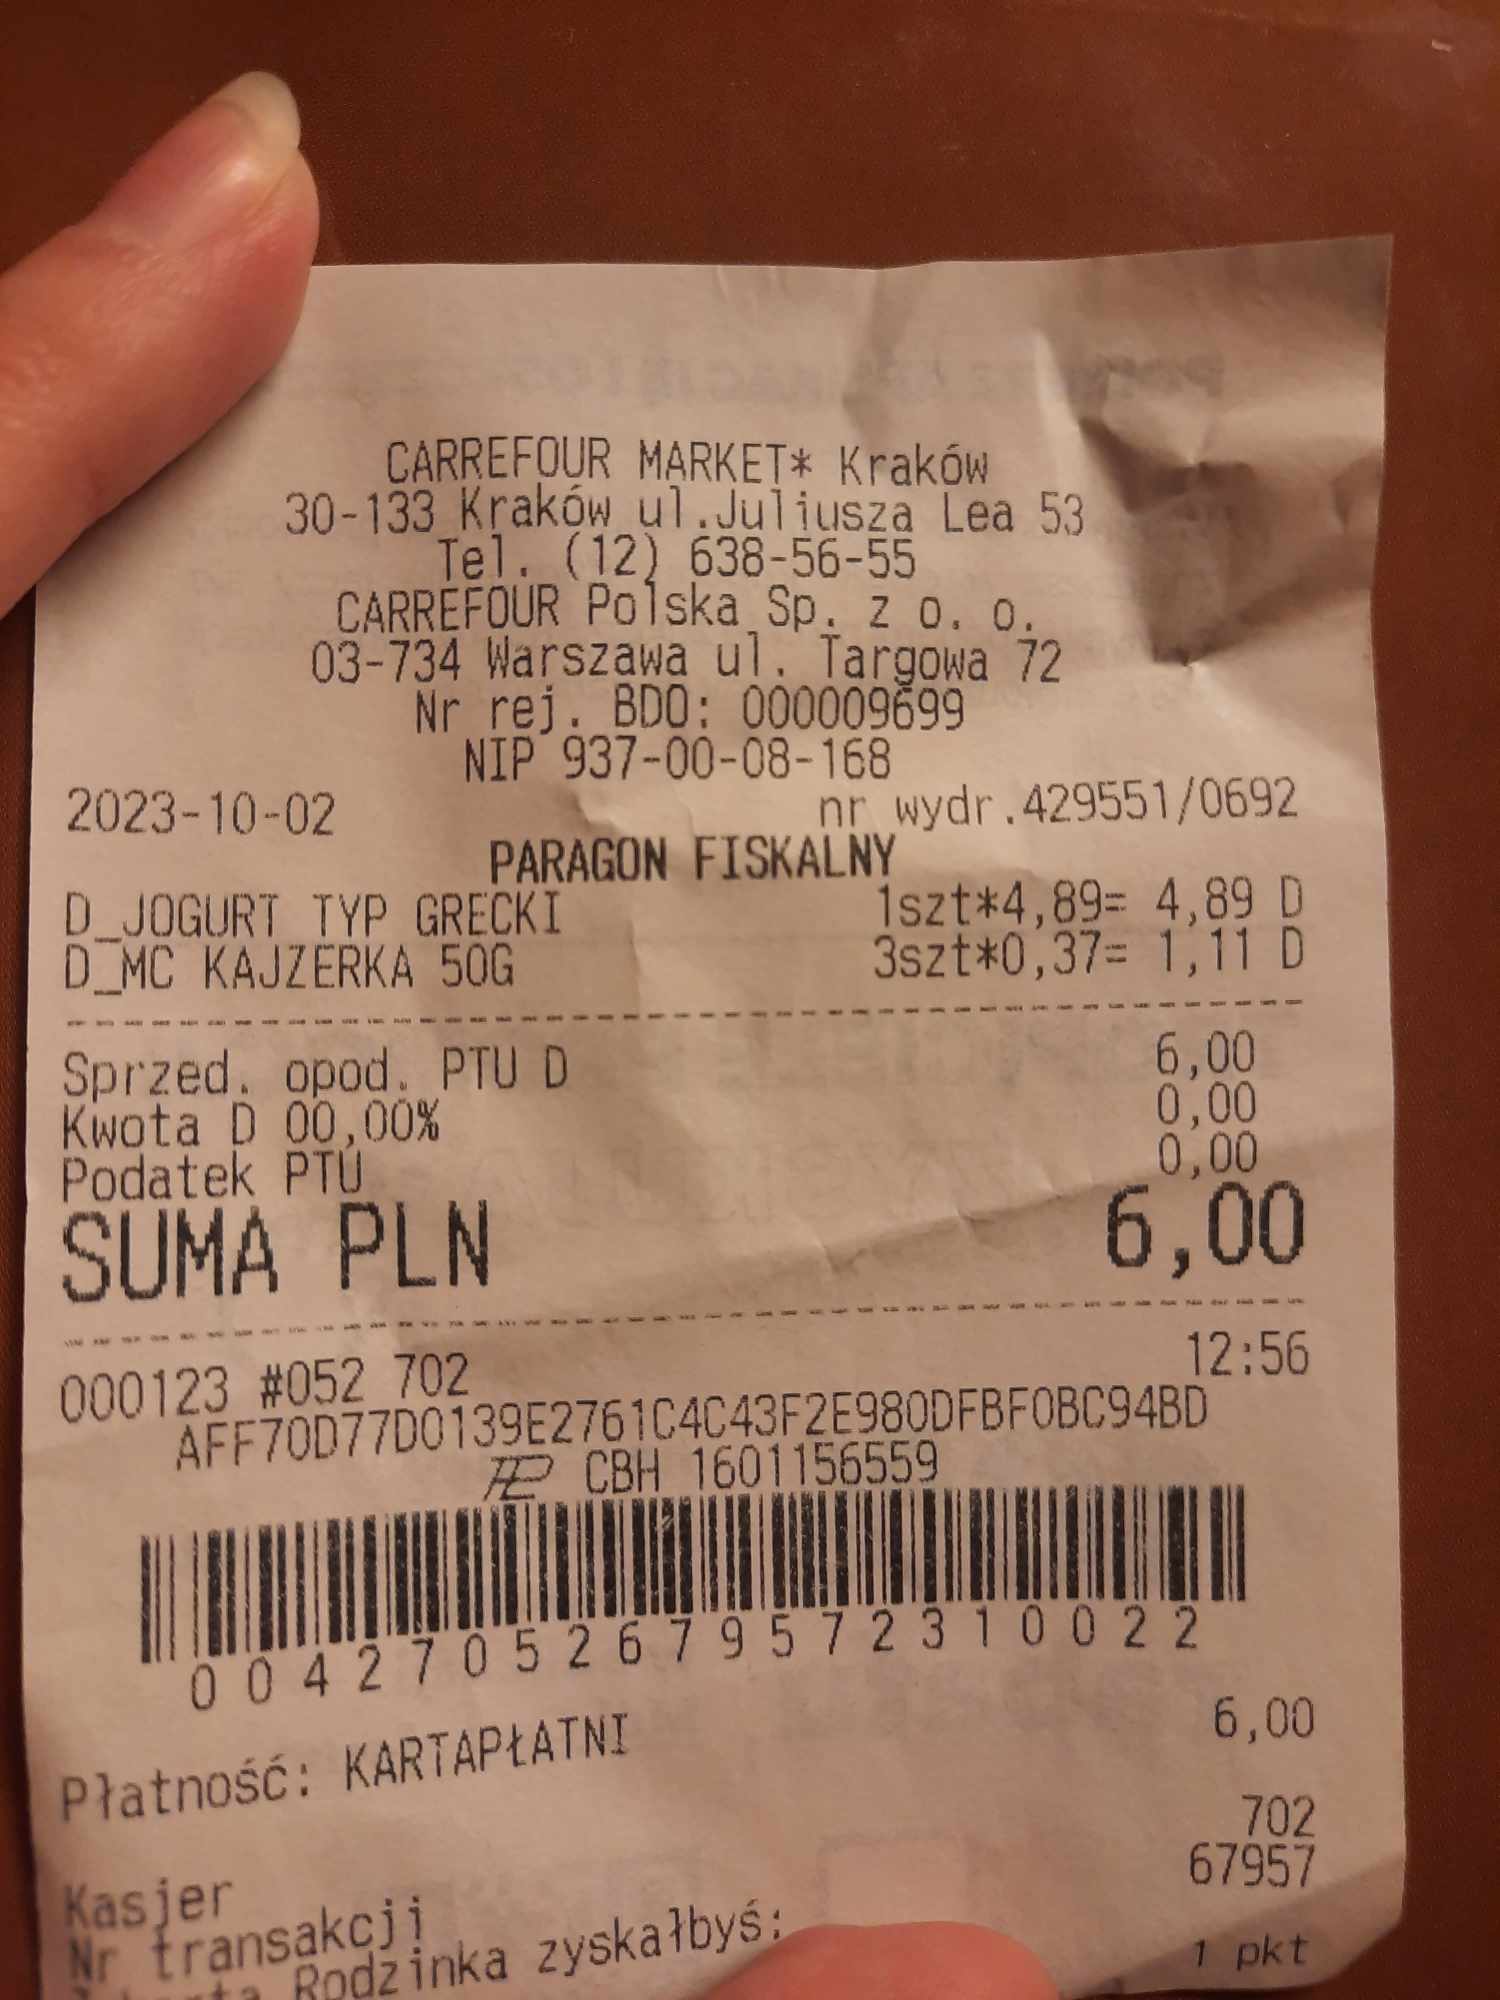 CARREFOUR MARKET* Kraków
30-133 Kraków ul.Juliusza Lea 53
Tel. (12) 638-56-55
CARREFOUR Polska Sp. z o. o.
03-734 Warszawa ul. Targowa 72
Nr rej. BDO: 000009699
NIP 937-00-08-168
2023-10-02 nr wydr.429551/0692
PARAGON FISKALNY
D_JOGURT TYP GRECKI 1szt*4,89= 4,89 D
D_MC KAJZERKA 50G 3szt*0,37= 1,11 D
Sprzed. opod. PTU D 6,00
Kwota D 00,00% 0,00
Podatek PTU 0,00
SUMA PLN 6,00
000123 #052 702 12:56
AFF70D77D0139E2761C4C43F2E980DFBF0BC94BD
CBH 1601156559
00427052679572310022
Płatność: KARTAPŁATNI 6,00
Kasjer 702
Nr transakcji 67957
Rodzinka zyskałbyś: 1 pkt